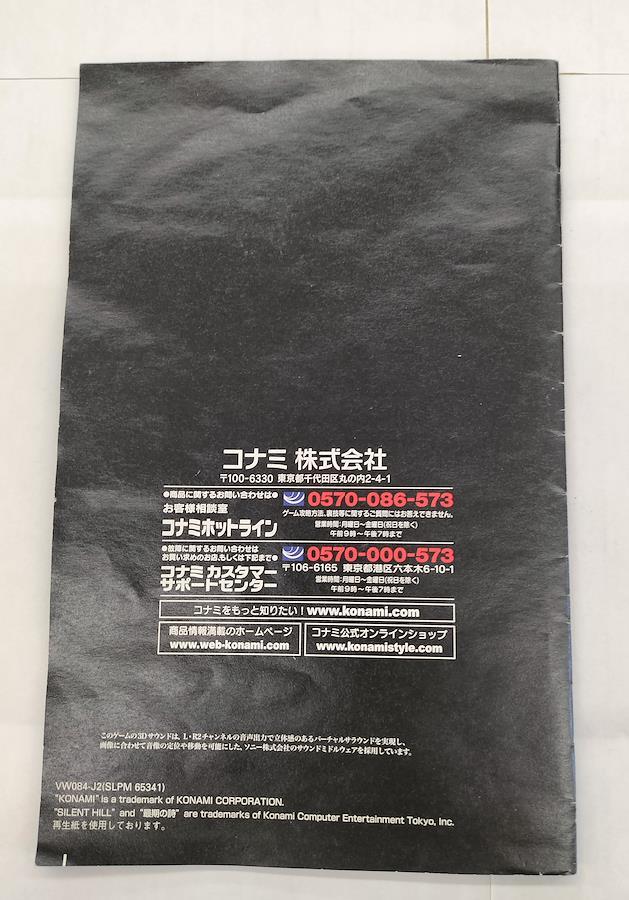 コナミ 株式会社
〒100-6330 東京都千代田区丸の内2-4-1
●商品に関するお問い合わせは●
お客様相談室
コナミホットライン
0570-086-573
ゲーム攻略方法、裏技等に関するご質問にはお答えできません。
営業時間:月曜日〜金曜日(祝日を除く)
午前9時〜午後7時まで
●故障に関するお問い合わせは
お買い求めのお店、もしくは下記まで●
コナミ カスタマー
サポートセンター
0570-000-573
〒106-6165 東京都港区六本木6-10-1
営業時間:月曜日〜金曜日(祝日を除く)
午前9時〜午後7時まで
コナミをもっと知りたい！www.konami.com
商品情報満載のホームページ
www.web-konami.com
コナミ公式オンラインショップ
www.konamistyle.com
このゲームの3Dサウンドは、L・R2チャンネルの音声出力で立体感のあるバーチャルサラウンドを実現し、
画像に合わせて音像の定位や移動を可能にした、ソニー株式会社のサウンドミドルウェアを採用しています。
VW084-J2(SLPM 65341)
"KONAMI" is a trademark of KONAMI CORPORATION.
"SILENT HILL" and "最期の詩" are trademarks of Konami Computer Entertainment Tokyo, Inc.
再生紙を使用しております。